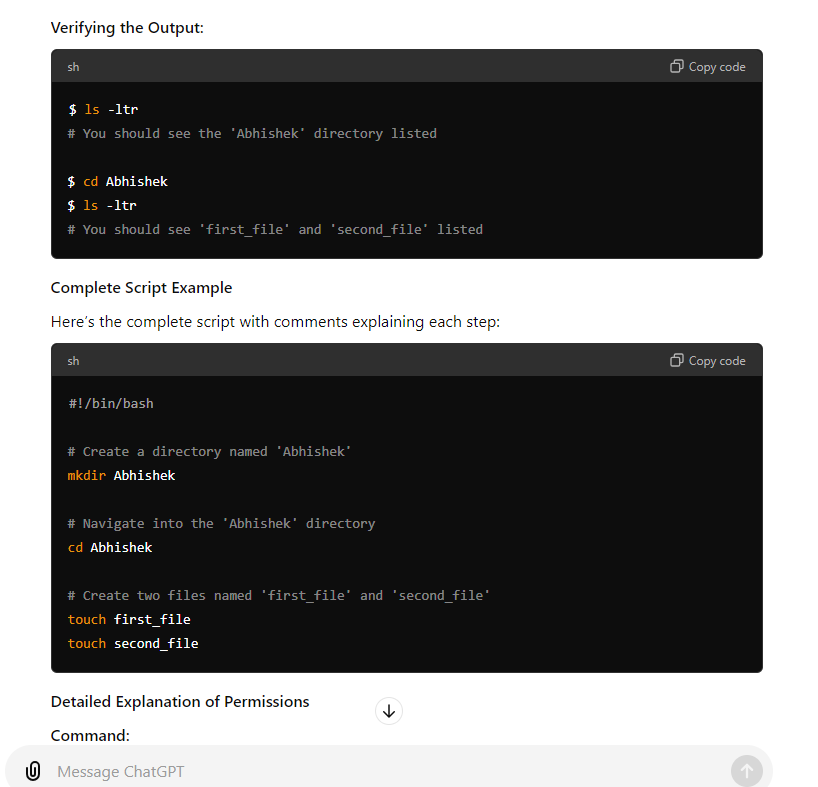 Verifying the Output:
sh Copy code
$ ls -ltr
# You should see the 'Abhishek' directory listed
$ cd Abhishek
$ ls -ltr
# You should see 'first_file' and 'second_file' listed
Complete Script Example
Here's the complete script with comments explaining each step:
sh Copy code
#!/bin/bash
# Create a directory named 'Abhishek'
mkdir Abhishek
# Navigate into the 'Abhishek' directory
cd Abhishek
# Create two files named 'first_file' and 'second_file'
touch first_file
touch second_file
Detailed Explanation of Permissions
Command:
Message ChatGPT